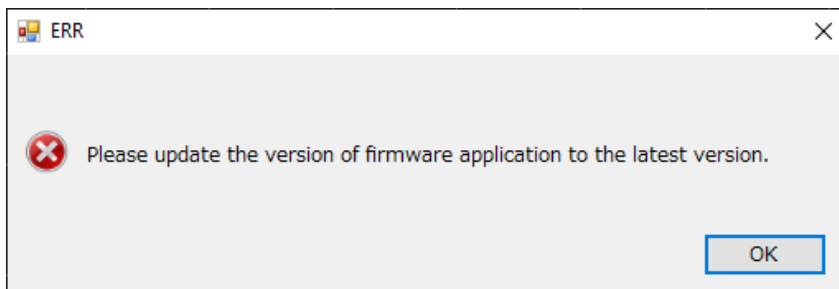 ERR
Please update the version of firmware application to the latest version.
OK